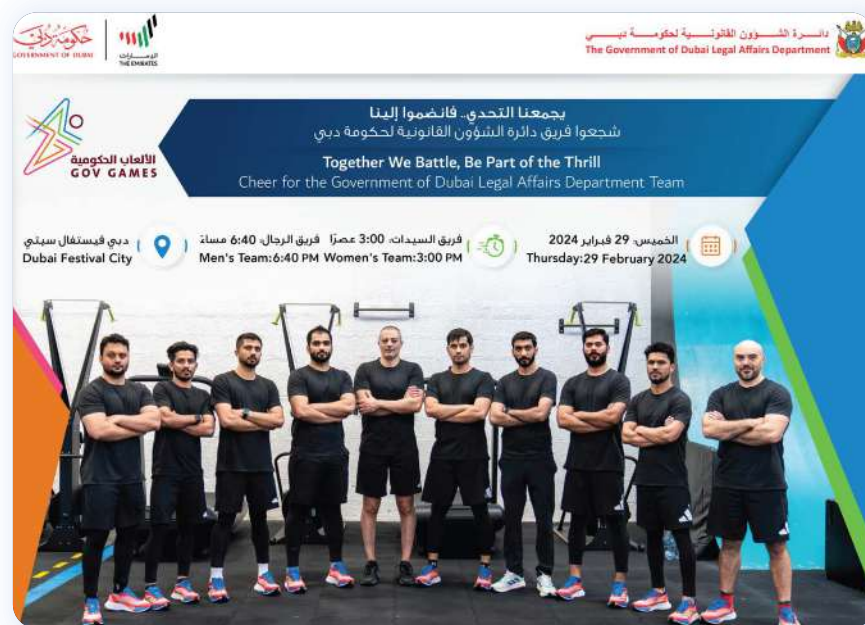 حكومة دبي
GOVERNMENT OF DUBAI
الإمارات
THE EMIRATES
دائرة الشؤون القانونية لحكومة دبي
The Government of Dubai Legal Affairs Department
الألعاب الحكومية
GOV GAMES
يجمعنا التحدي.. فانضموا إلينا
شجعوا فريق دائرة الشؤون القانونية لحكومة دبي
Together We Battle, Be Part of the Thrill
Cheer for the Government of Dubai Legal Affairs Department Team
الخميس: 29 فبراير 2024
Thursday:29 February 2024
فريق السيدات: 3:00 عصرًا
Women's Team:3:00 PM
فريق الرجال: 6:40 مساءً
Men's Team:6:40 PM
دبي فيستفال سيتي
Dubai Festival City